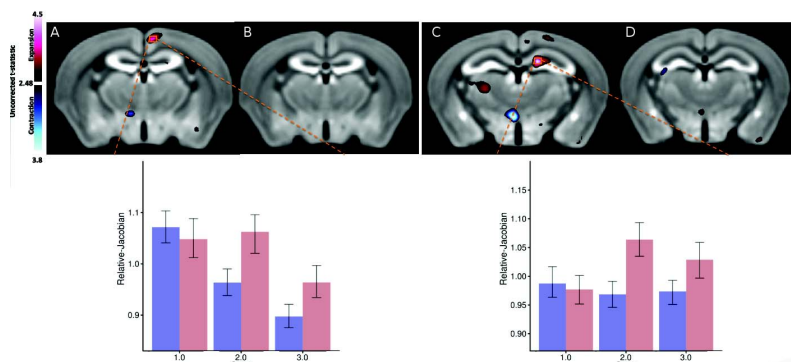 4.5
Expansion
2.48
Contraction
3.8
Uncorrected t-statistic
A
B
C
D
Relative-Jacobian
1.1
1.0
0.9
1.0
2.0
3.0
Relative-Jacobian
1.15
1.10
1.05
1.00
0.95
0.90
1.0
2.0
3.0